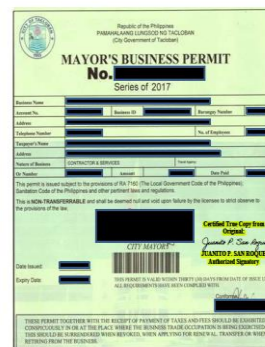 Republic of the Philippines
PAMAHALAANG LUNGSOD NG TACLOBAN
(City Government of Tacloban)
MAYOR'S BUSINESS PERMIT
No.
Series of 2017
Business Name
Account No. Business ID Barangay Number
Address
Telephone Number No. of Employees
Taxpayer's Name
Address
Nature of Business CONTRACTOR & SERVICES
Or Number Amount Date Paid
This permit is issued subject to the provisions of RA 7160 (The Local Government Code of the Philippines)
Sanitation Code of the Philippines and other pertinent laws and regulations.
This is NON-TRANSFERRABLE and shall be deemed null and void upon failure by the licensee to strictly observe to
the provisions of the law.
Certified True Copy from
Original:
JUANITO P. SAN ROQUE
Authorized Signatory
CITY MAYOR
Date Issued:
Expiry Date:
THIS PERMIT IS VALID WITHIN THIRTY (30) DAYS FROM DATE OF ISSUE U
ALL REQUIREMENTS HAVE BEEN COMPLIED WITH.
THESE PERMIT TOGETHER WITH THE RECEIPT OF PAYMENT OF TAXES AND FEES SHOULD BE EXHIBITED
CONSPICUOUSLY IN OR AT THE PLACE WHERE THE BUSINESS TRADE OCCUPATION IS BEING EXERCISED
THIS SHOULD BE SURRENDERED WHEN REVOKED, WHEN APPLYING FOR RENEWAL, TRANSFER OR WHEN
RETIRING FROM THE BUSINESS.